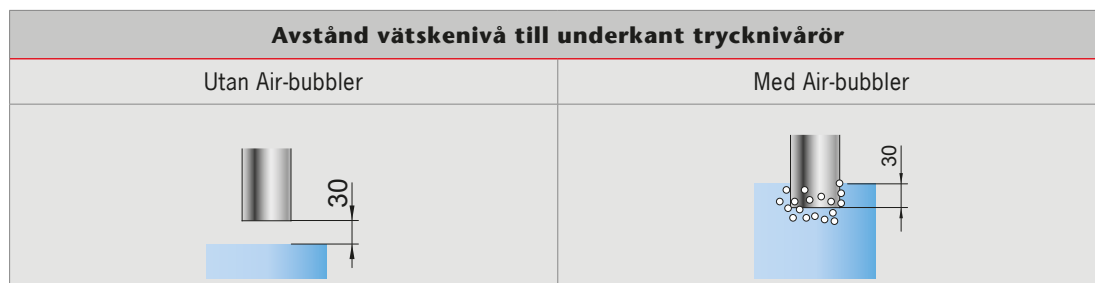 Avstånd vätskenivå till underkant trycknivårör
Utan Air-bubbler
Med Air-bubbler
30
30